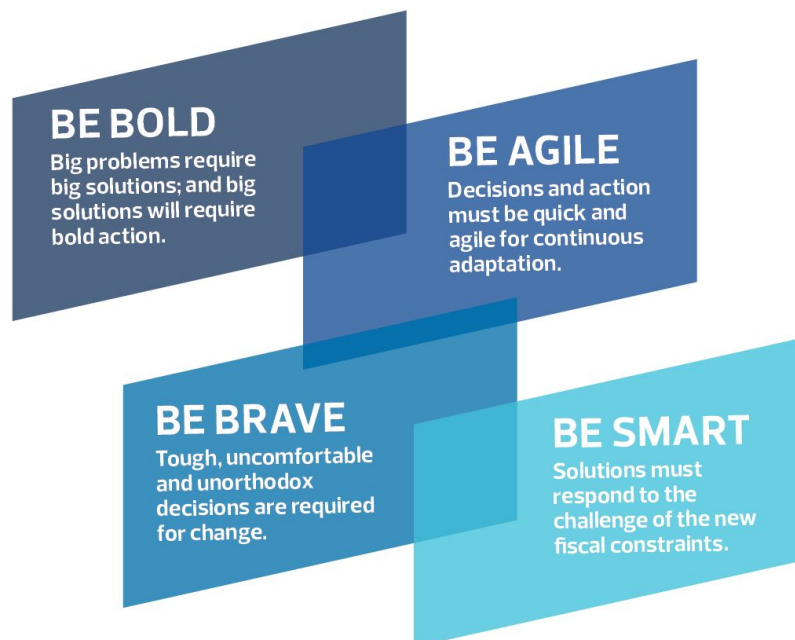 BE BOLD
Big problems require
big solutions; and big
solutions will require
bold action.
BE AGILE
Decisions and action
must be quick and
agile for continuous
adaptation.
BE BRAVE
Tough, uncomfortable
and unorthodox
decisions are required
for change.
BE SMART
Solutions must
respond to the
challenge of the new
fiscal constraints.